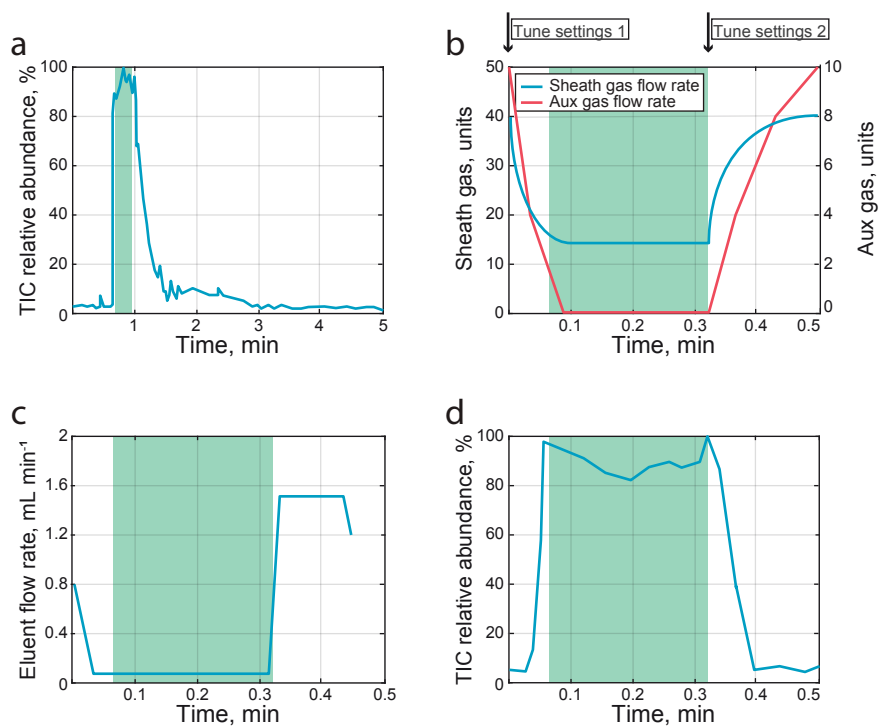 a
TIC relative abundance, %
100
80
60
40
20
10
0
1
2
3
4
5
Time, min
b
Tune settings 1
Tune settings 2
Sheath gas flow rate
Aux gas flow rate
Sheath gas, units
50
40
30
20
10
0
Aux gas, units
10
8
6
4
2
0
0.1
0.2
0.4
0.5
Time, min
c
Eluent flow rate, mL min⁻¹
2
1.6
1.2
0.8
0.4
0
0.1
0.2
0.3
0.4
0.5
Time, min
d
TIC relative abundance, %
100
80
60
40
20
0
0.1
0.2
0.4
0.5
Time, min